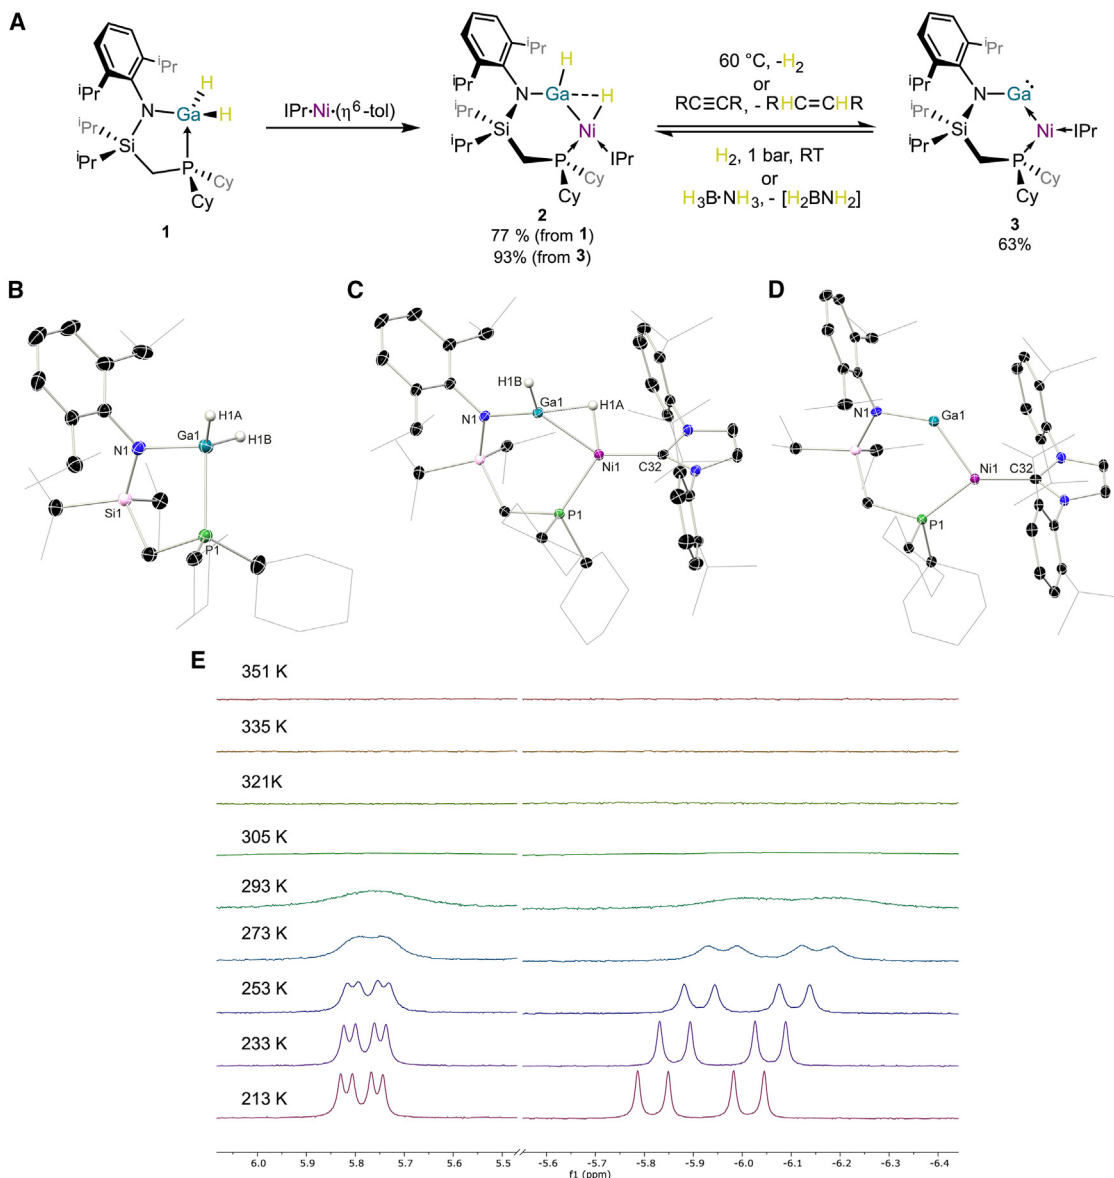 A
iPr
iPr
H
N
Ga
H
iPr
Si
iPr
P
Cy
Cy
1
IPr·Ni·(η⁶-tol)
iPr
H
iPr
N
Ga
H
iPr
Si
iPr
Ni
P
IPr
Cy
Cy
2
77 % (from 1)
93% (from 3)
60 °C, -H₂
or
RC≡CR, - RHC=CHR
H₂, 1 bar, RT
or
H₃B·NH₃, - [H₂BNH₂]
iPr
iPr
N
Ga:
iPr
Si
iPr
Ni
IPr
P
Cy
Cy
3
63%
B
H1A
Ga1
H1B
N1
Si1
P1
C
H1B
H1A
Ga1
N1
Ni1
C32
P1
D
N1
Ga1
Ni1
C32
P1
E
351 K
335 K
321K
305 K
293 K
273 K
253 K
233 K
213 K
6.0 5.9 5.8 5.7 5.6 5.5 -5.6 -5.7 -5.8 -5.9 -6.0 -6.1 -6.2 -6.3 -6.4
f1 (ppm)